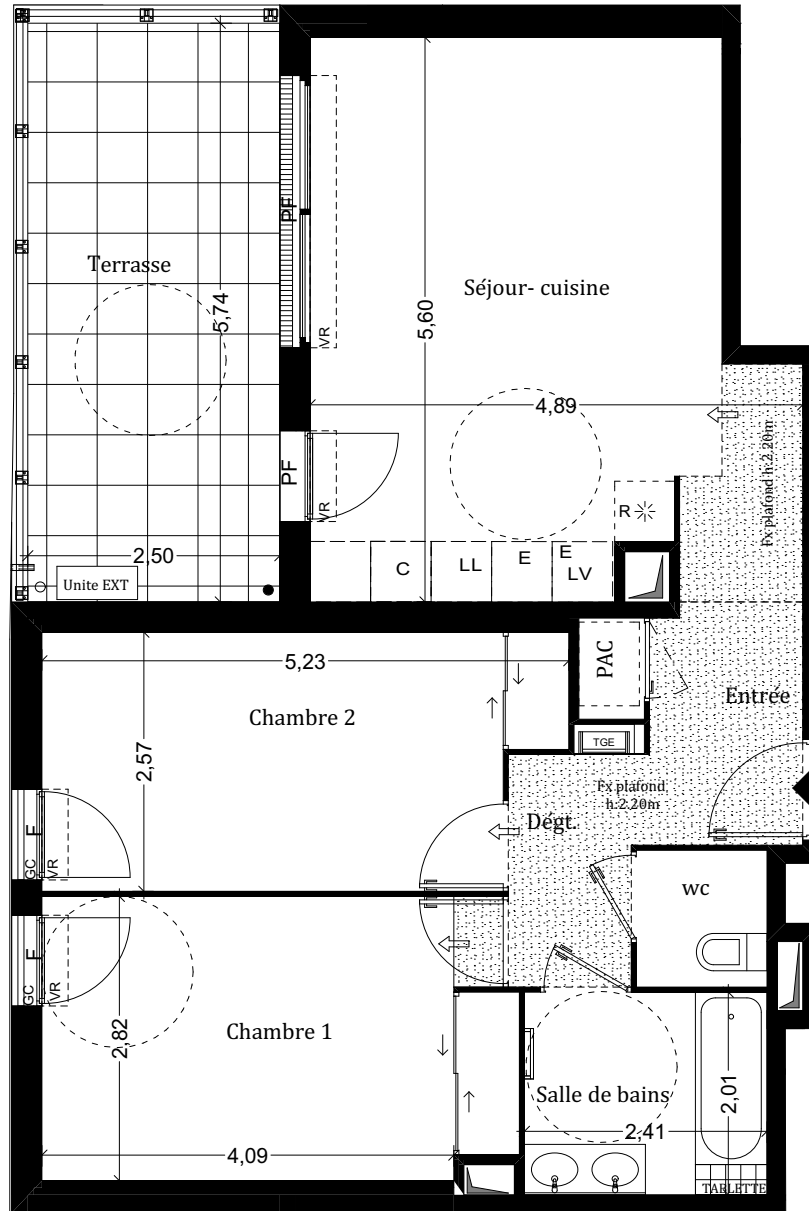 Terrasse
5,74
2,50
Unite EXT
PF
VR
PF
VR
Séjour- cuisine
5,60
4,89
R
C
LL
E
E
LV
Fx plafond h:2.20m
PAC
Entrée
TGE
Fx plafond
h:2.20m
Dégt.
5,23
Chambre 2
2,57
F
GC
VR
wc
F
GC
VR
Chambre 1
2,82
4,09
Salle de bains
2,41
2,01
TABLETTE